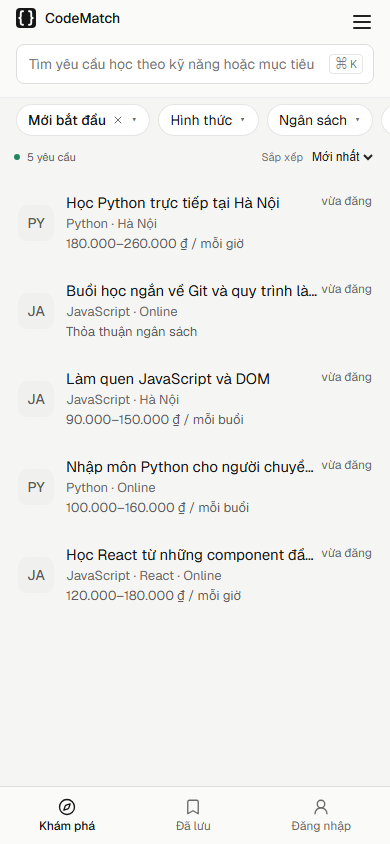 {} CodeMatch
Tìm yêu cầu học theo kỹ năng hoặc mục tiêu ⌘ K
Mới bắt đầu × ▾ Hình thức ▾ Ngân sách ▾
5 yêu cầu Sắp xếp Mới nhất
Học Python trực tiếp tại Hà Nội vừa đăng
PY
Python · Hà Nội
180.000–260.000 ₫ / mỗi giờ
Buổi học ngắn về Git và quy trình là... vừa đăng
JA
JavaScript · Online
Thỏa thuận ngân sách
Làm quen JavaScript và DOM vừa đăng
JA
JavaScript · Hà Nội
90.000–150.000 ₫ / mỗi buổi
Nhập môn Python cho người chuyể... vừa đăng
PY
Python · Online
100.000–160.000 ₫ / mỗi buổi
Học React từ những component đầ... vừa đăng
JA
JavaScript · React · Online
120.000–180.000 ₫ / mỗi giờ
Khám phá Đã lưu Đăng nhập